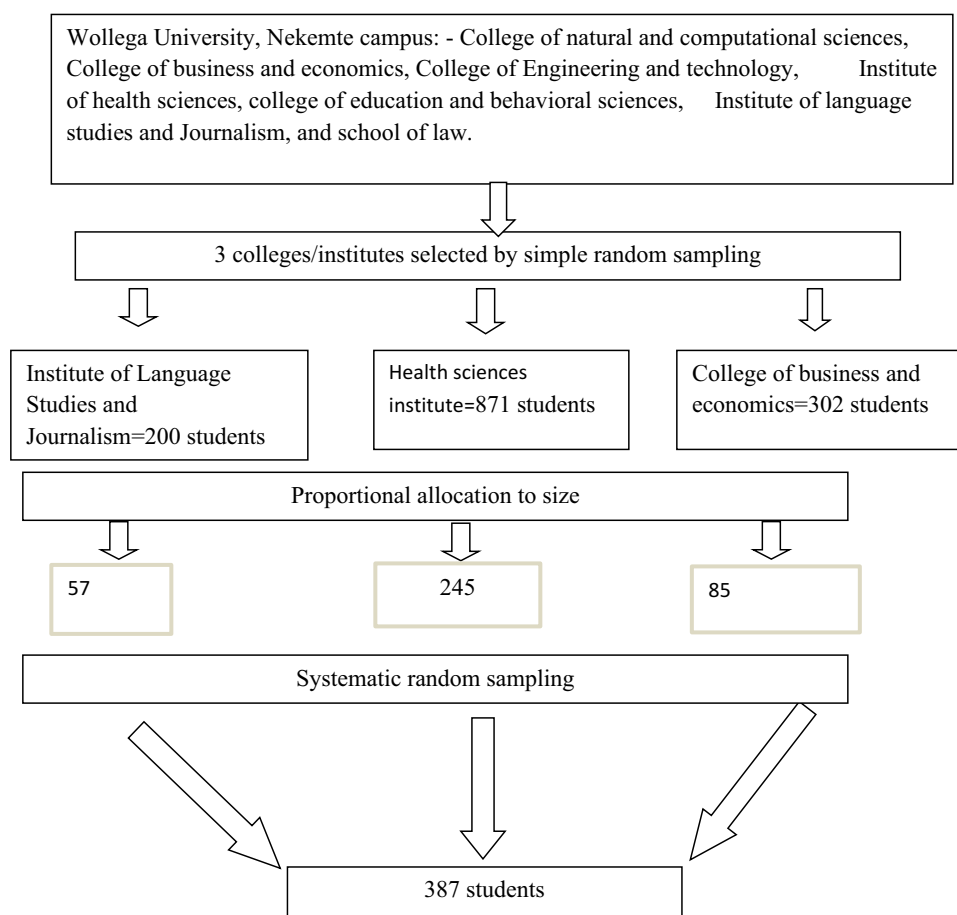 Wollega University, Nekemte campus: - College of natural and computational sciences,
College of business and economics, College of Engineering and technology, Institute
of health sciences, college of education and behavioral sciences, Institute of language
studies and Journalism, and school of law.
3 colleges/institutes selected by simple random sampling
Institute of Language
Studies and
Journalism=200 students
Health sciences
institute=871 students
College of business and
economics=302 students
Proportional allocation to size
57
245
85
Systematic random sampling
387 students